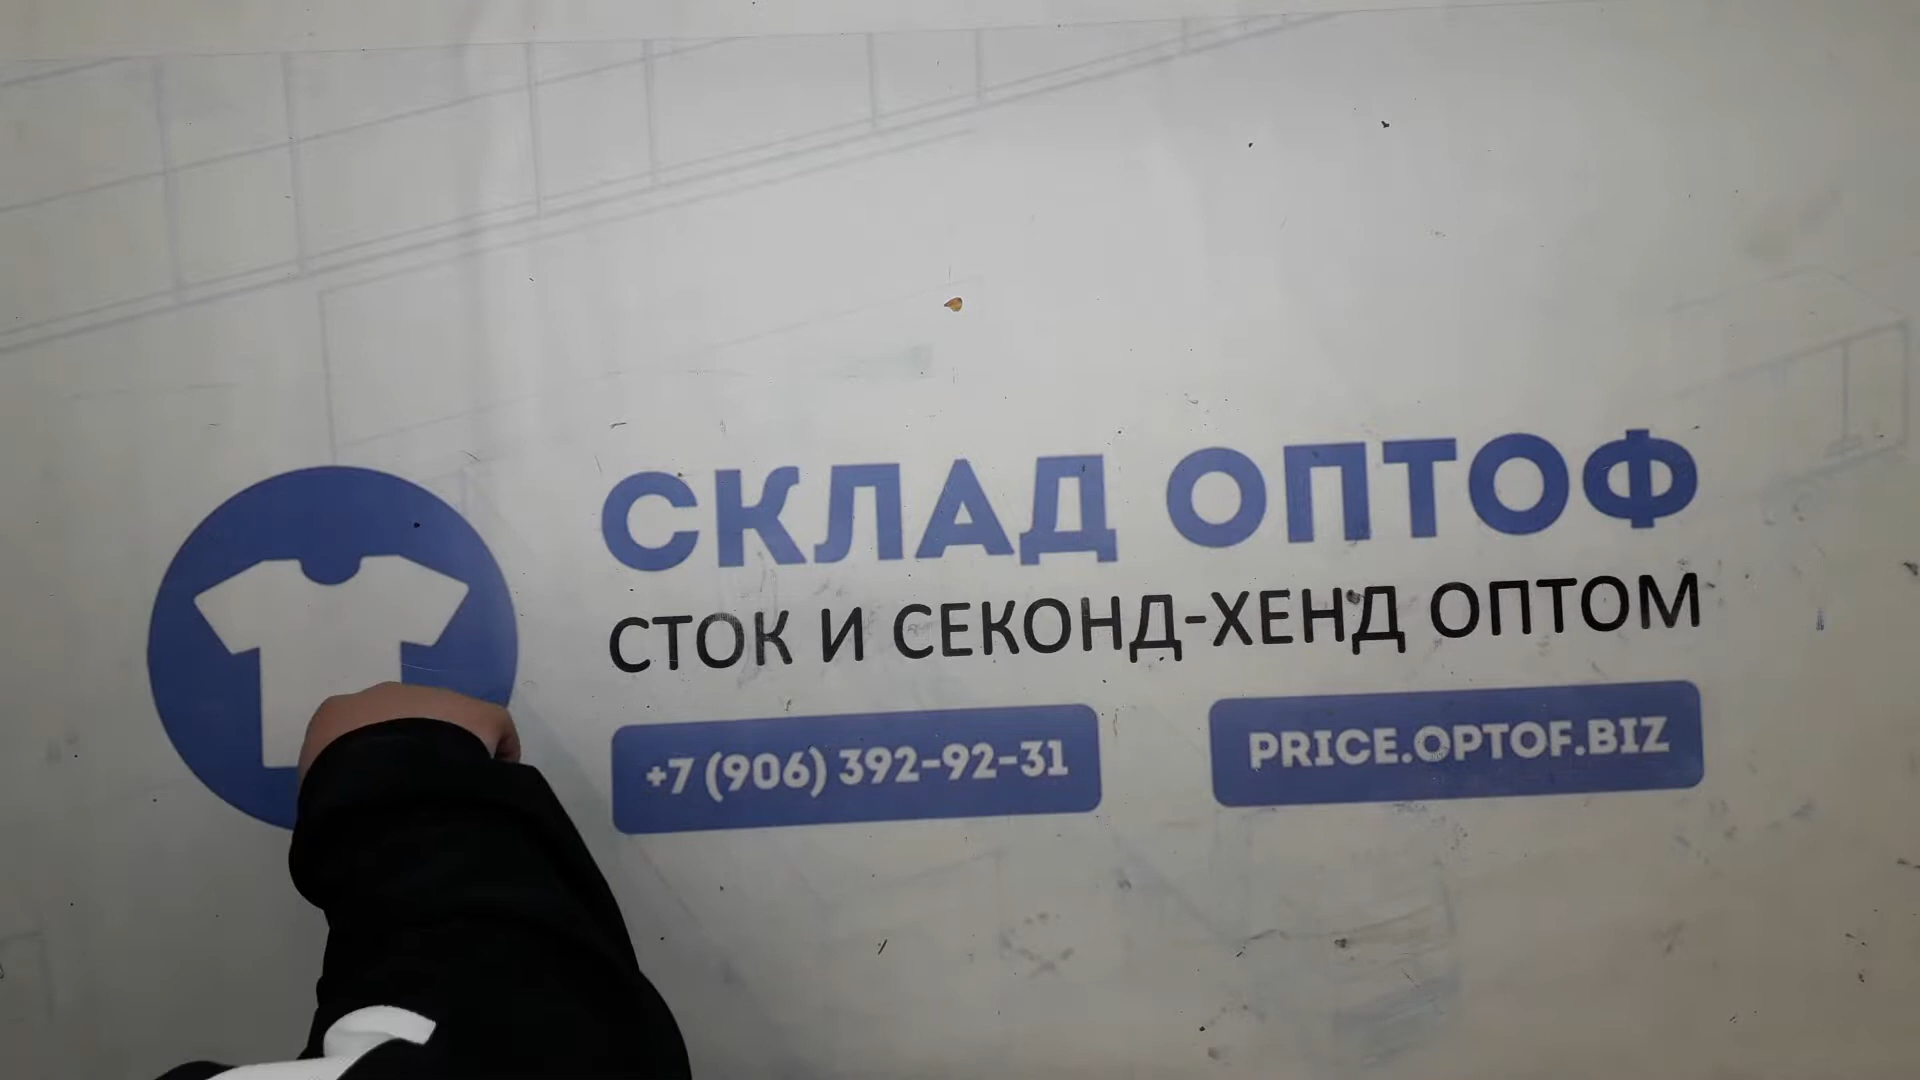 СКЛАД ОПТОФ
СТОК И СЕКОНД-ХЕНД ОПТОМ
+7 (906) 392-92-31
PRICE.OPTOF.BIZ